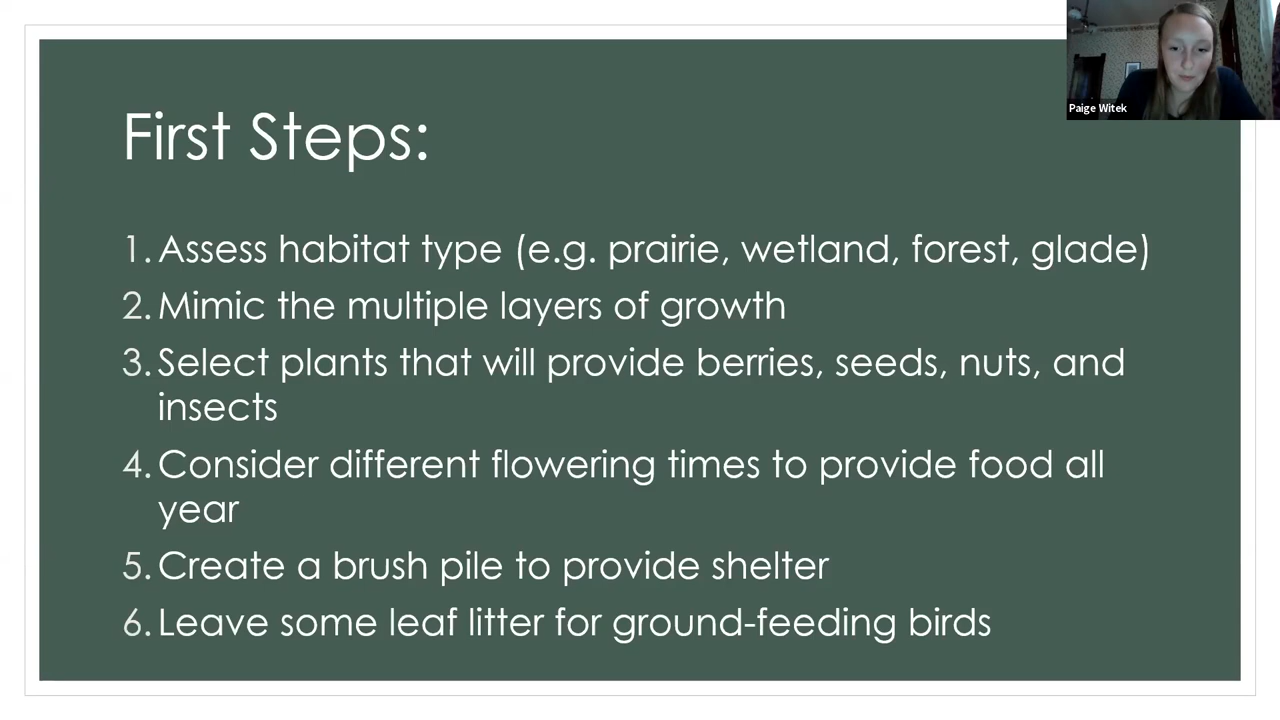 Paige Witek
First Steps:
1. Assess habitat type (e.g. prairie, wetland, forest, glade)
2. Mimic the multiple layers of growth
3. Select plants that will provide berries, seeds, nuts, and
insects
4. Consider different flowering times to provide food all
year
5. Create a brush pile to provide shelter
6. Leave some leaf litter for ground-feeding birds